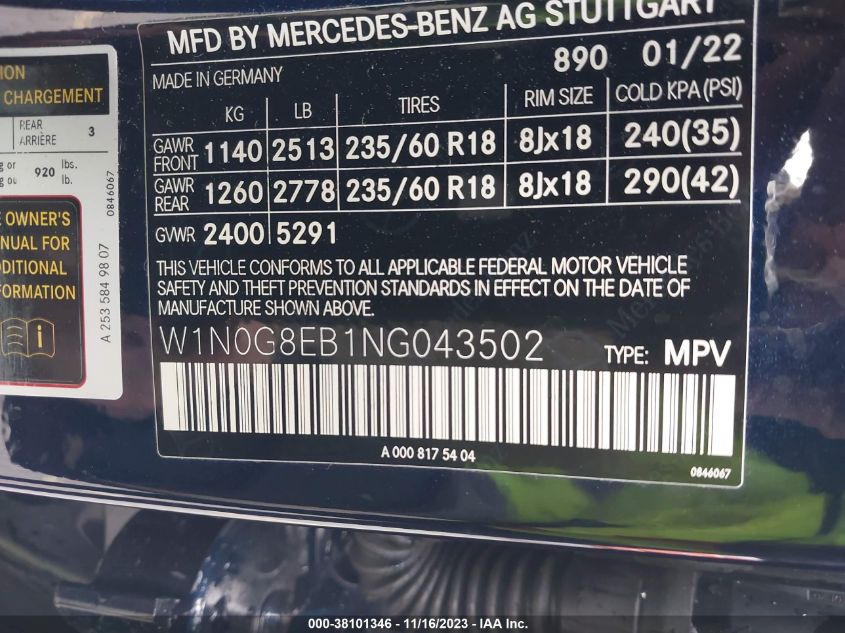 MFD BY MERCEDES-BENZ AG STUTTGART
890 01/22
MADE IN GERMANY
KG LB TIRES RIM SIZE COLD KPA (PSI)
GAWR FRONT 1140 2513 235/60 R18 8Jx18 240(35)
GAWR REAR 1260 2778 235/60 R18 8Jx18 290(42)
GVWR 2400 5291
THIS VEHICLE CONFORMS TO ALL APPLICABLE FEDERAL MOTOR VEHICLE
SAFETY AND THEFT PREVENTION STANDARDS IN EFFECT ON THE DATE OF
MANUFACTURE SHOWN ABOVE.
W1N0G8EB1NG043502 TYPE: MPV
A 000 817 54 04
0846067
CHARGEMENT
REAR
ARRIÈRE 3
or 920 lbs.
ou lb.
OWNER'S
FOR
0846067
A 253 584 98 07
i
000-38101346 - 11/16/2023 - IAA Inc.